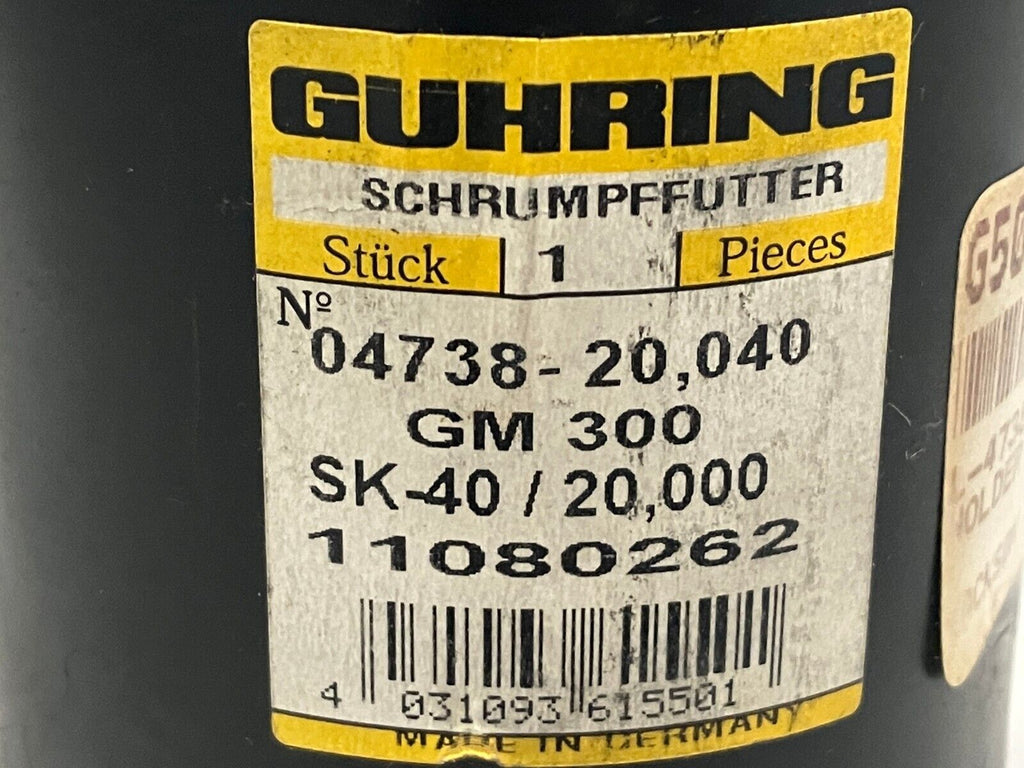 GUHRING
SCHRUMPFFUTTER
Stück 1 Pieces
Nº
04738-20,040
GM 300
SK-40 / 20,000
11080262
4 031093 615501
MADE IN GERMANY